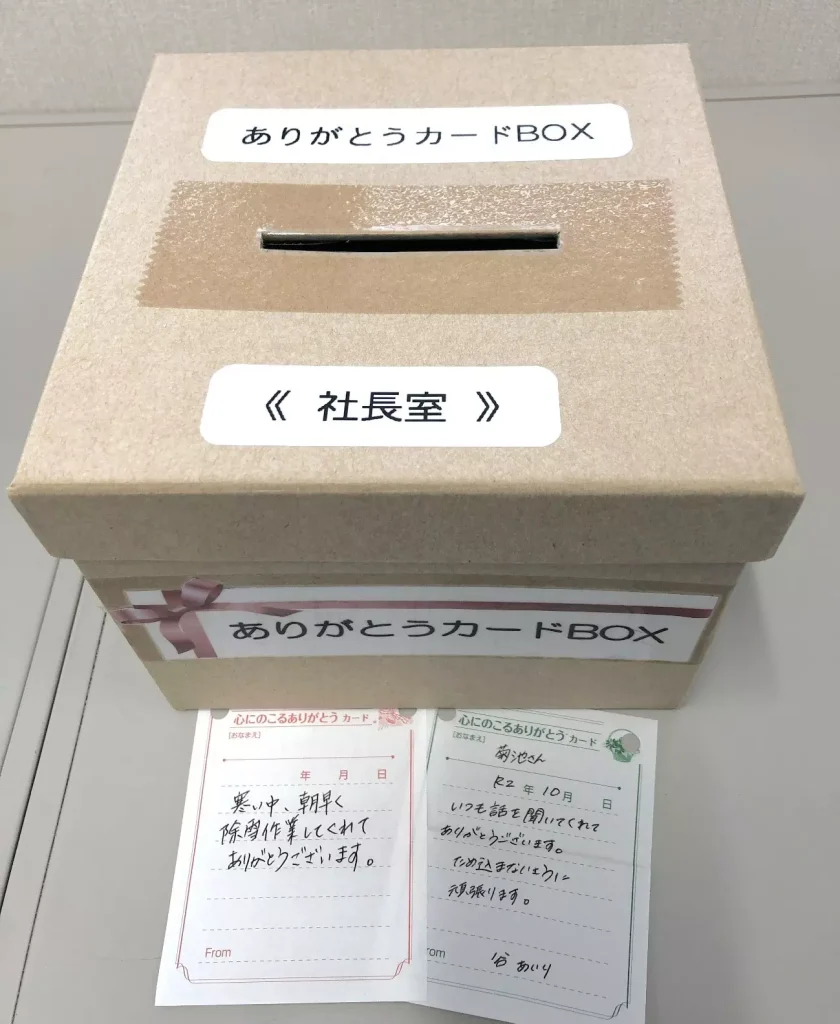 ありがとうカードBOX
《 社長室 》
ありがとうカードBOX
心にのこるありがとう カード
[おなまえ]
年 月 日
寒い中、朝早く
除雪作業してくれて
ありがとうございます。
From
心にのこるありがとう カード
[おなまえ]
菊池さん
R2 年 10月 日
いつも話を聞いてくれて
ありがとうございます。
ため込まないように
頑張ります。
rom
あいり